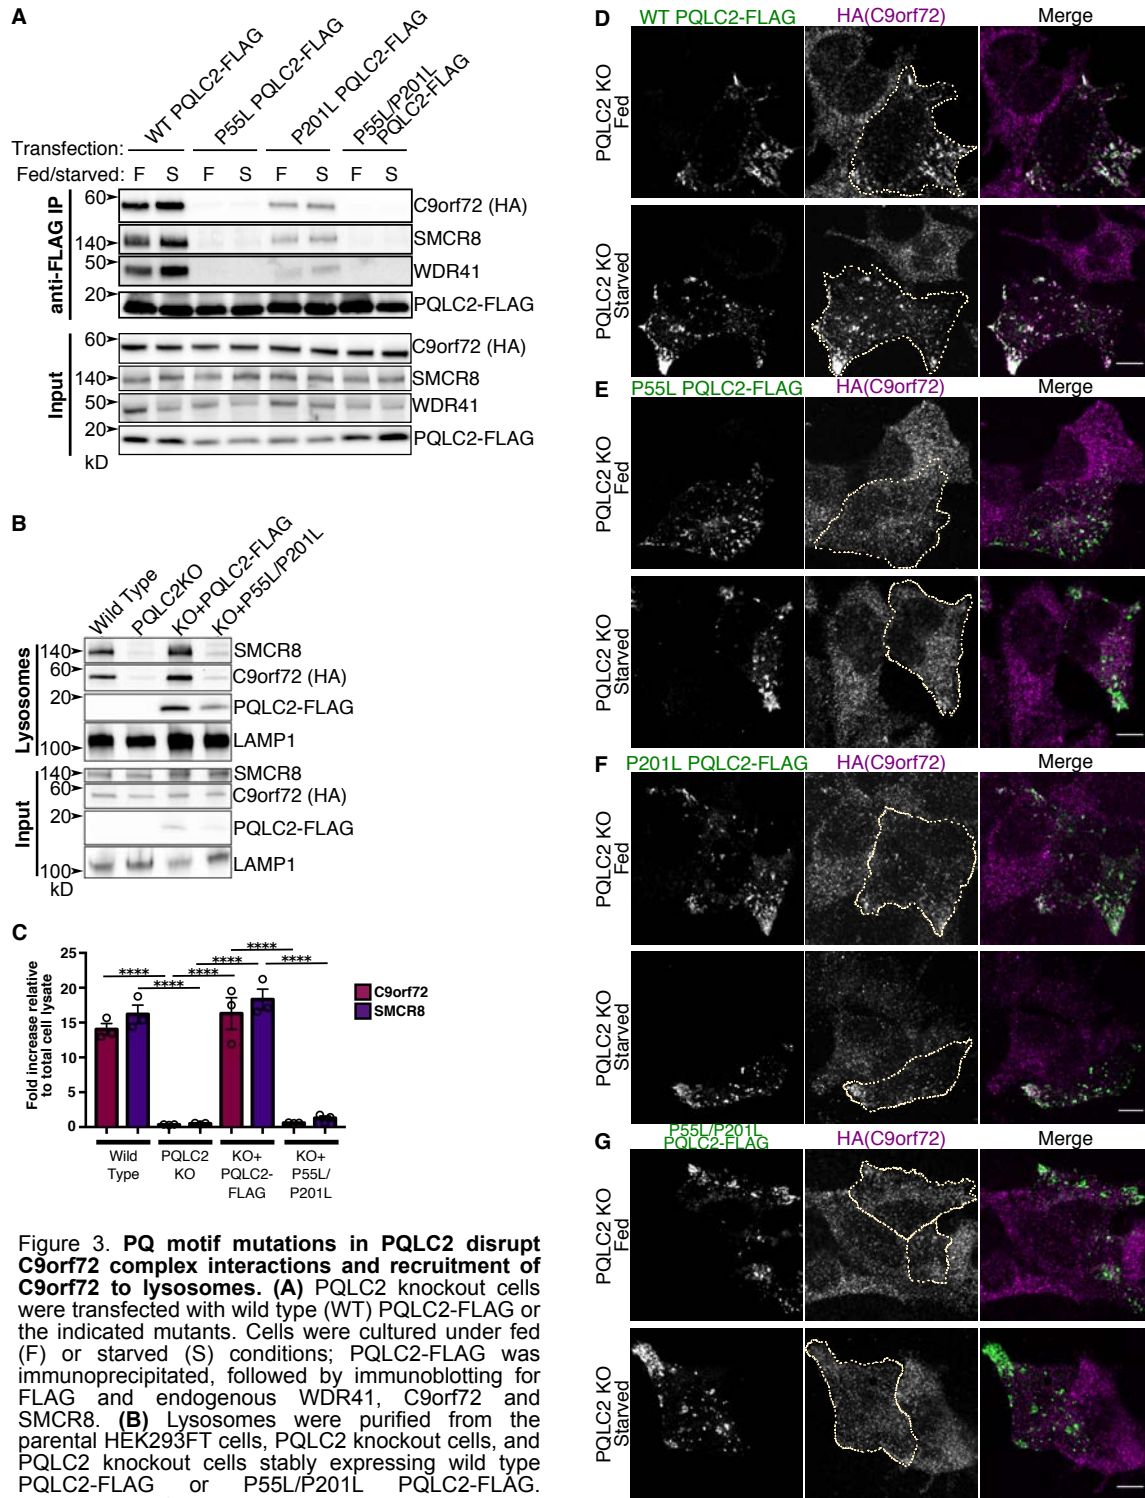 A
WT PQLC2-FLAG
P55L PQLC2-FLAG
P201L PQLC2-FLAG
P55L/P201L
PQLC2-FLAG
Transfection:
Fed/starved: F S F S F S F S
anti-FLAG IP
60
C9orf72 (HA)
140
SMCR8
50
WDR41
20
PQLC2-FLAG
Input
60
C9orf72 (HA)
140
SMCR8
50
WDR41
20
PQLC2-FLAG
kD
B
Wild Type
PQLC2KO
KO+PQLC2-FLAG
KO+P55L/P201L
Lysosomes
140
SMCR8
60
C9orf72 (HA)
20
PQLC2-FLAG
100
LAMP1
Input
140
SMCR8
60
C9orf72 (HA)
20
PQLC2-FLAG
100
LAMP1
kD
C
Fold increase relative
to total cell lysate
25
20
15
10
5
0
****
****
****
****
****
****
C9orf72
SMCR8
Wild
Type
PQLC2
KO
KO+
PQLC2-
FLAG
KO+
P55L/
P201L
Figure 3. PQ motif mutations in PQLC2 disrupt
C9orf72 complex interactions and recruitment of
C9orf72 to lysosomes. (A) PQLC2 knockout cells
were transfected with wild type (WT) PQLC2-FLAG or
the indicated mutants. Cells were cultured under fed
(F) or starved (S) conditions; PQLC2-FLAG was
immunoprecipitated, followed by immunoblotting for
FLAG and endogenous WDR41, C9orf72 and
SMCR8. (B) Lysosomes were purified from the
parental HEK293FT cells, PQLC2 knockout cells, and
PQLC2 knockout cells stably expressing wild type
PQLC2-FLAG or P55L/P201L PQLC2-FLAG.
D
WT PQLC2-FLAG
HA(C9orf72)
Merge
PQLC2 KO
Fed
PQLC2 KO
Starved
E
P55L PQLC2-FLAG
HA(C9orf72)
Merge
PQLC2 KO
Fed
PQLC2 KO
Starved
F
P201L PQLC2-FLAG
HA(C9orf72)
Merge
PQLC2 KO
Fed
PQLC2 KO
Starved
G
P55L/P201L
PQLC2-FLAG
HA(C9orf72)
Merge
PQLC2 KO
Fed
PQLC2 KO
Starved